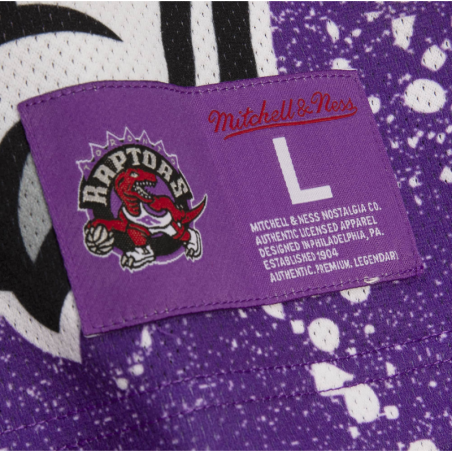 RAPTORS
Mitchell & Ness
L
MITCHELL & NESS NOSTALGIA CO.
AUTHENTIC LICENSED APPAREL
DESIGNED IN PHILADELPHIA, PA.
ESTABLISHED 1904
AUTHENTIC. PREMIUM. LEGENDARY.